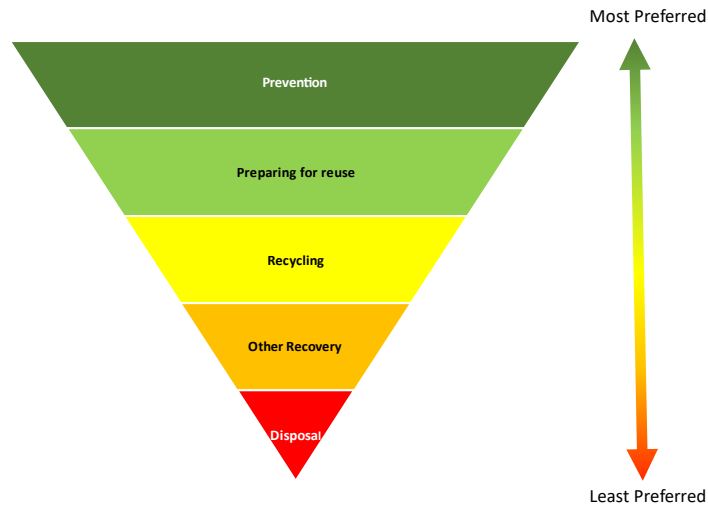 Most Preferred
Prevention
Preparing for reuse
Recycling
Other Recovery
Disposal
Least Preferred